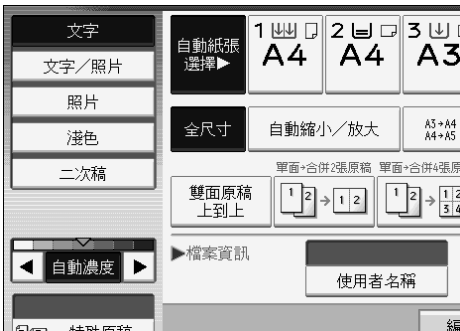 文字
文字／照片
照片
淺色
二次稿
自動濃度
自動紙張
選擇▶
1
A4
2
A4
3
A3
全尺寸
自動縮小／放大
A3→A4
A4→A5
單面→合併2張原稿
單面→合併4張原
雙面原稿
上到上
1 2 → 1 2
1 2 → 1 2
3 4
▶檔案資訊
使用者名稱
特殊原稿